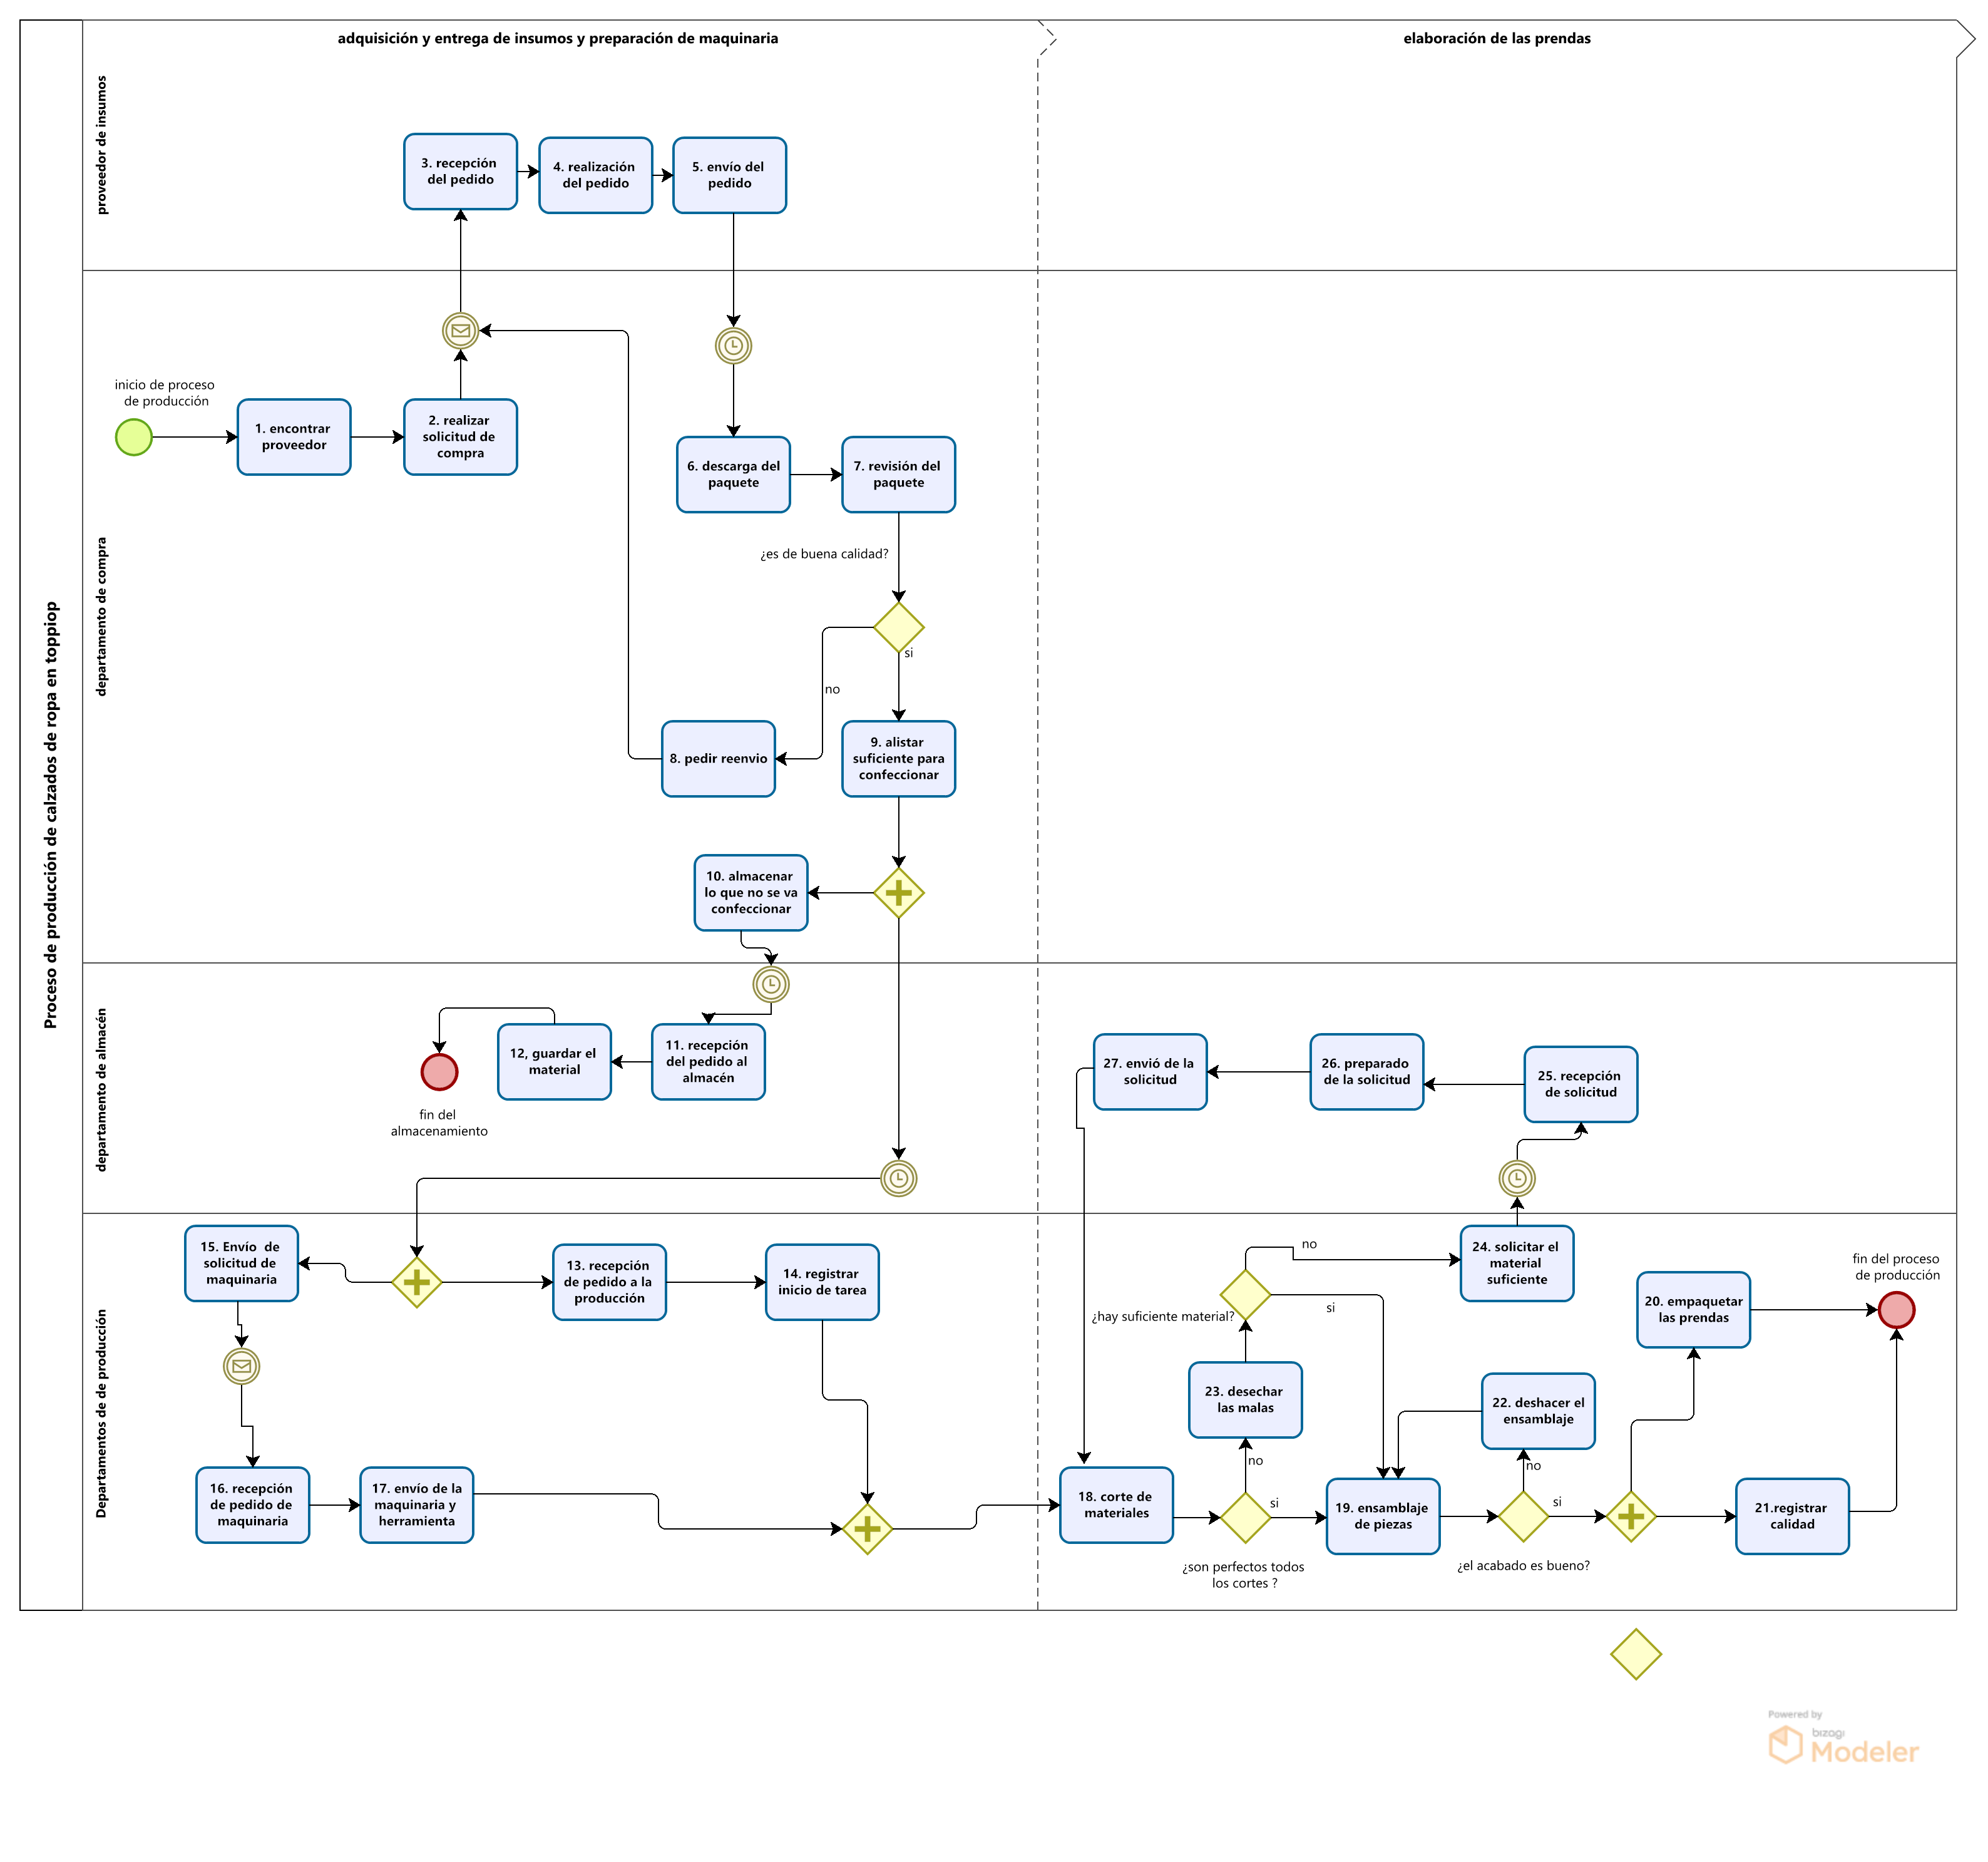 adquisición y entrega de insumos y preparación de maquinaria
elaboración de las prendas
Proceso de producción de calzados de ropa en toppiop
proveedor de insumos
3. recepción
del pedido
4. realización
del pedido
5. envío del
pedido
departamento de compra
inicio de proceso
de producción
1. encontrar
proveedor
2. realizar
solicitud de
compra
6. descarga del
paquete
7. revisión del
paquete
¿es de buena calidad?
si
no
8. pedir reenvio
9. alistar
suficiente para
confeccionar
10. almacenar
lo que no se va
confeccionar
departamento de almacén
fin del
almacenamiento
12, guardar el
material
11. recepción
del pedido al
almacén
27. envió de la
solicitud
26. preparado
de la solicitud
25. recepción
de solicitud
Departamentos de producción
15. Envío  de
solicitud de
maquinaria
13. recepción
de pedido a la
producción
14. registrar
inicio de tarea
16. recepción
de pedido de
maquinaria
17. envío de la
maquinaria y
herramienta
no
24. solicitar el
material
suficiente
¿hay suficiente material?
si
23. desechar
las malas
no
18. corte de
materiales
si
¿son perfectos todos
los cortes ?
19. ensamblaje
de piezas
22. deshacer el
ensamblaje
no
si
¿el acabado es bueno?
20. empaquetar
las prendas
21.registrar
calidad
fin del proceso
de producción
Powered by
bizagi
Modeler